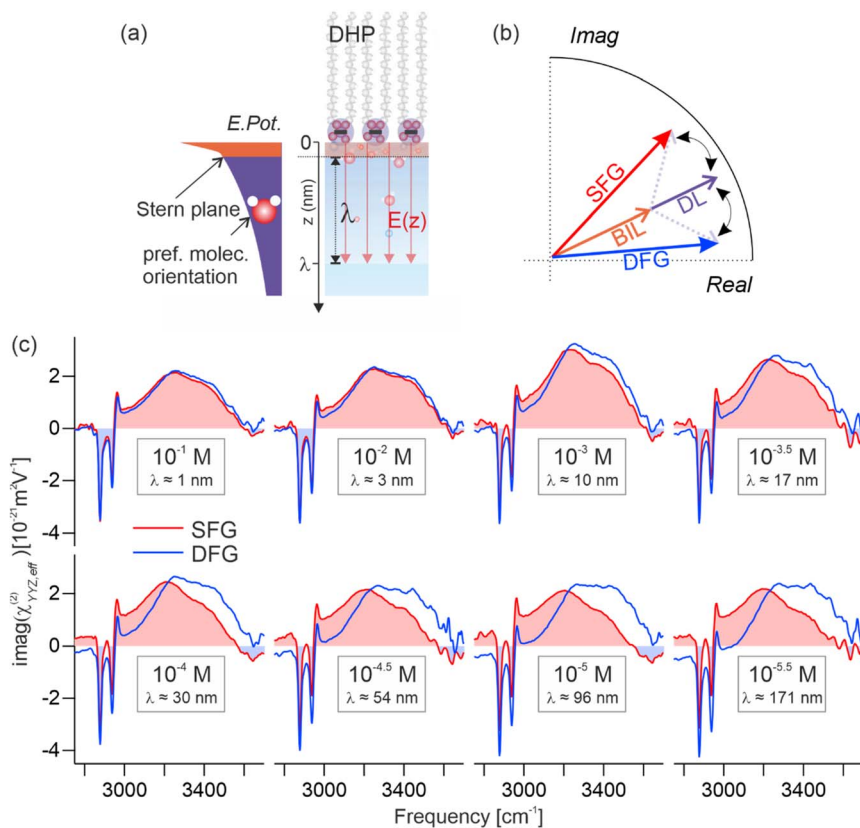 (a)
DHP
E.Pot.
Stern plane
pref. molec.
orientation
0
z (nm)
λ
λ
E(z)
(b)
Imag
SFG
DL
BIL
DFG
Real
(c)
imag(χ⁽²⁾YYZ,eff) [10⁻²¹m²V⁻¹]
2
0
-2
-4
10⁻¹ M
λ ≈ 1 nm
10⁻² M
λ ≈ 3 nm
10⁻³ M
λ ≈ 10 nm
10⁻³·⁵ M
λ ≈ 17 nm
SFG
DFG
2
0
-2
-4
10⁻⁴ M
λ ≈ 30 nm
10⁻⁴·⁵ M
λ ≈ 54 nm
10⁻⁵ M
λ ≈ 96 nm
10⁻⁵·⁵ M
λ ≈ 171 nm
3000 3400 3000 3400 3000 3400 3000 3400
Frequency [cm⁻¹]